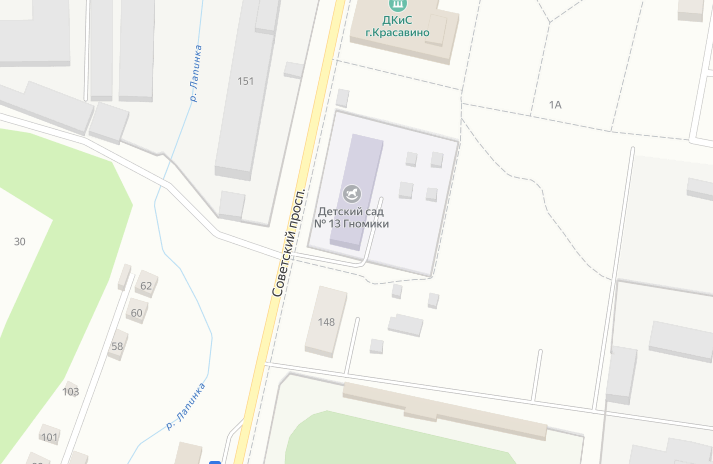 ДКиС
г.Красавино
р. Лапинка
151
1А
Детский сад
№ 13 Гномики
Советский просп.
30
62
60
58
148
103
р. Лапинка
101